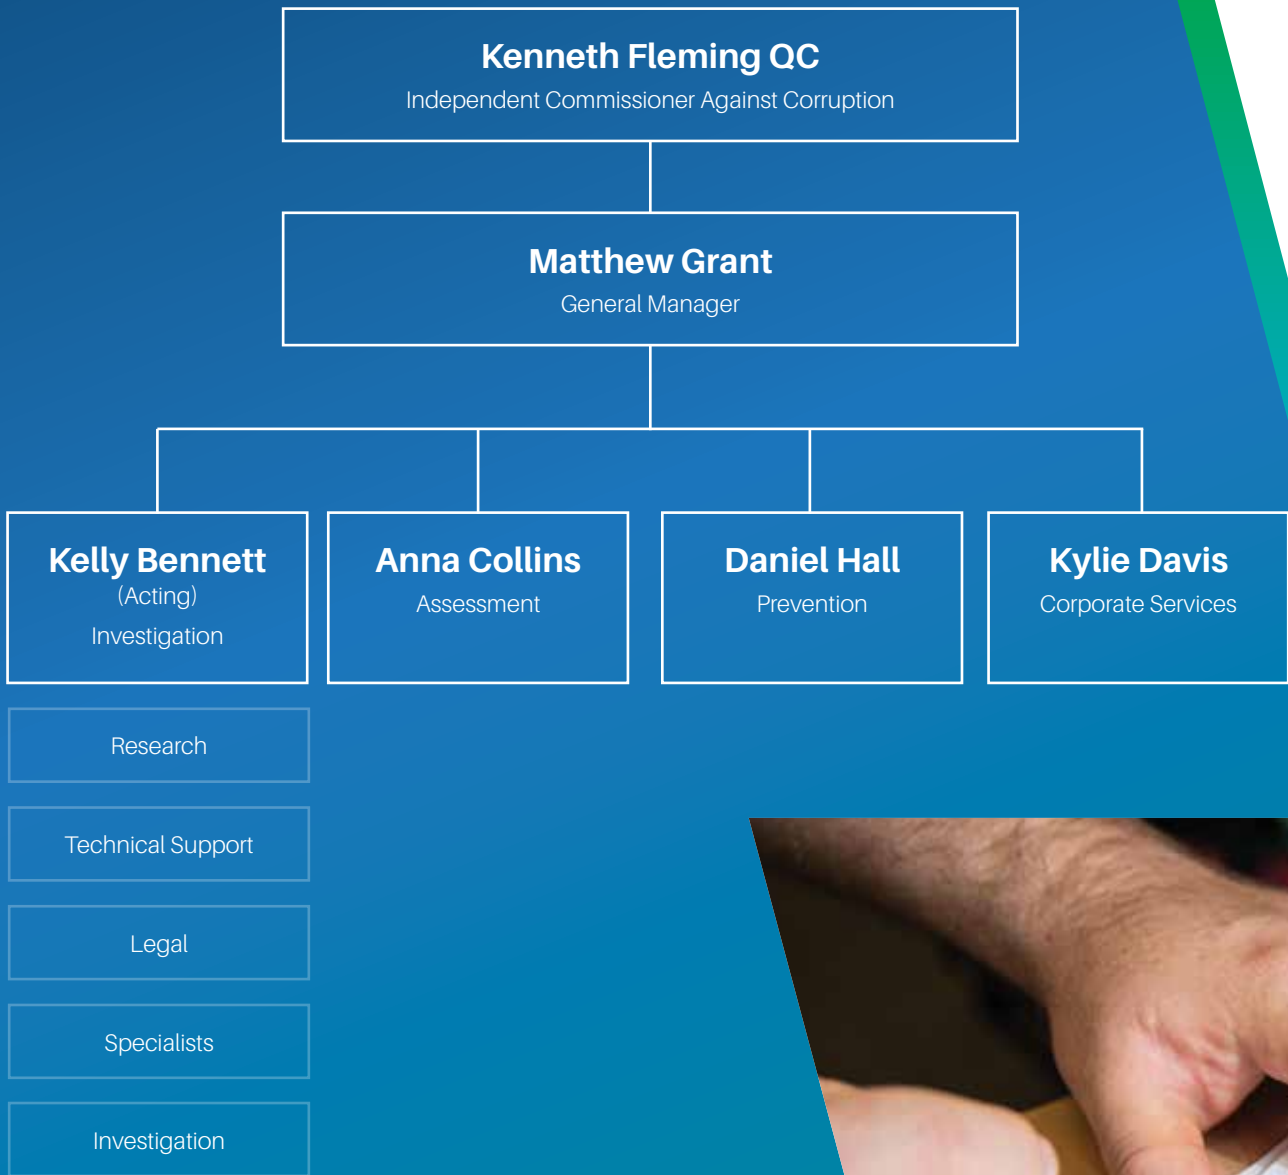 Kenneth Fleming QC
Independent Commissioner Against Corruption
Matthew Grant
General Manager
Kelly Bennett
(Acting)
Investigation
Anna Collins
Assessment
Daniel Hall
Prevention
Kylie Davis
Corporate Services
Research
Technical Support
Legal
Specialists
Investigation